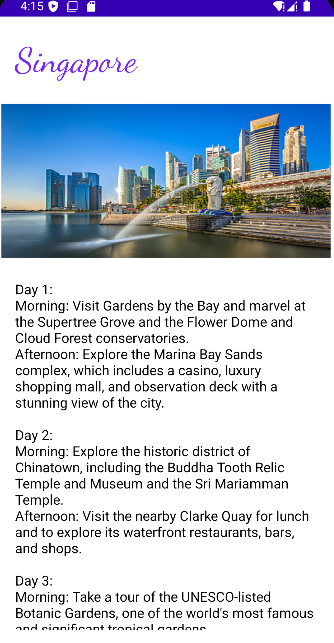 4:15
Singapore
Day 1:
Morning: Visit Gardens by the Bay and marvel at
the Supertree Grove and the Flower Dome and
Cloud Forest conservatories.
Afternoon: Explore the Marina Bay Sands
complex, which includes a casino, luxury
shopping mall, and observation deck with a
stunning view of the city.
Day 2:
Morning: Explore the historic district of
Chinatown, including the Buddha Tooth Relic
Temple and Museum and the Sri Mariamman
Temple.
Afternoon: Visit the nearby Clarke Quay for lunch
and to explore its waterfront restaurants, bars,
and shops.
Day 3:
Morning: Take a tour of the UNESCO-listed
Botanic Gardens, one of the world's most famous
and significant tropical gardens